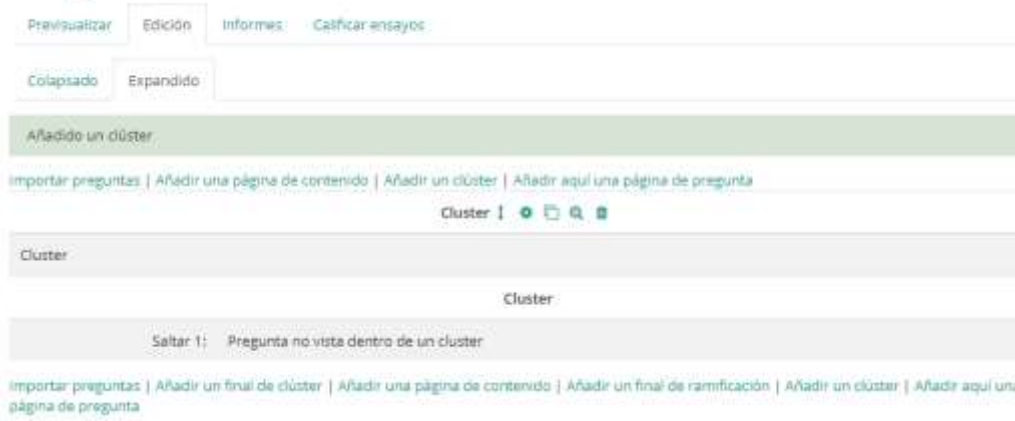 Previsualizar Edición Informes Calificar ensayos
Colapsado Expandido
Añadido un clúster
Importar preguntas | Añadir una página de contenido | Añadir un clúster | Añadir aquí una página de pregunta
Cluster
Cluster
Cluster
Saltar 1: Pregunta no vista dentro de un cluster
Importar preguntas | Añadir un final de clúster | Añadir una página de contenido | Añadir un final de ramificación | Añadir un clúster | Añadir aquí una
página de pregunta